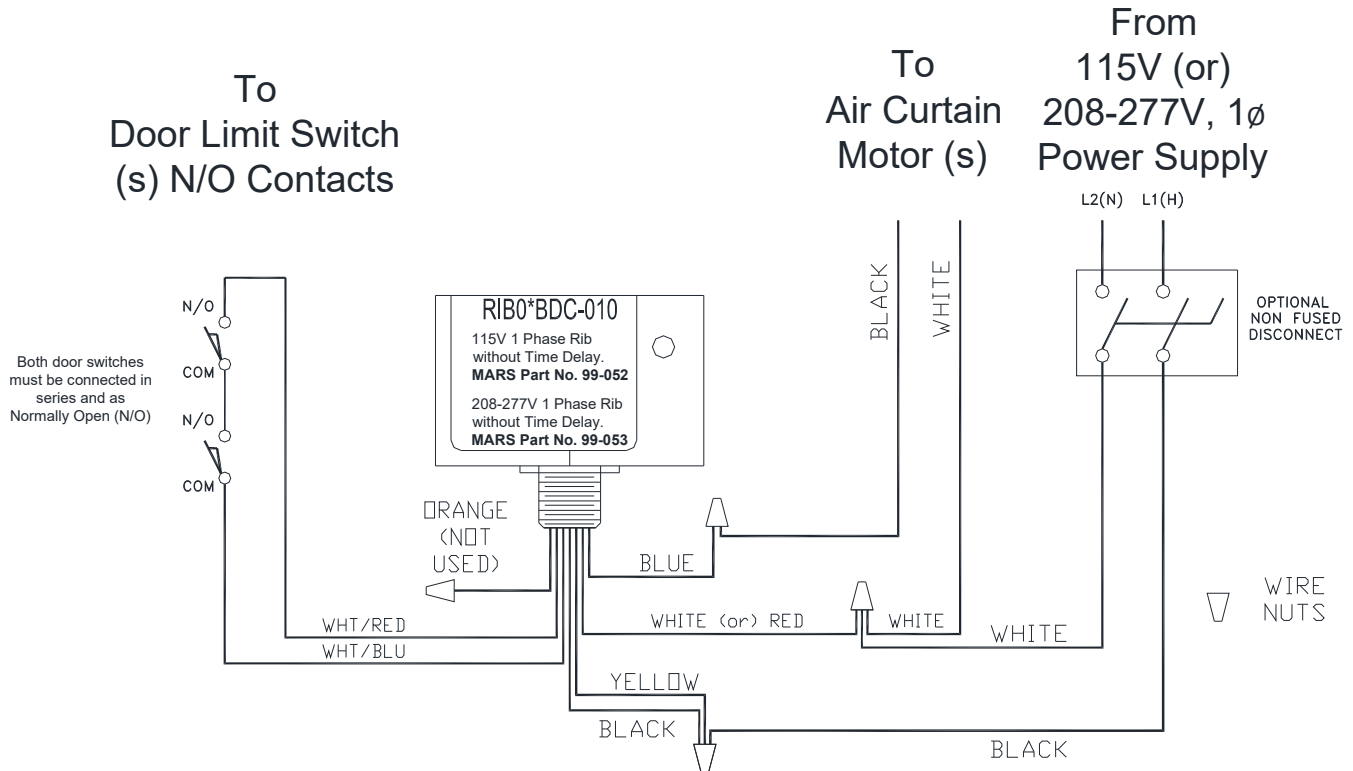 To
Door Limit Switch
(s) N/O Contacts
To
Air Curtain
Motor (s)
From
115V (or)
208-277V, 1ø
Power Supply
L2(N) L1(H)
OPTIONAL
NON FUSED
DISCONNECT
BLACK
WHITE
N/O
COM
N/O
COM
Both door switches
must be connected in
series and as
Normally Open (N/O)
RIB0*BDC-010
115V 1 Phase Rib
without Time Delay.
MARS Part No. 99-052
208-277V 1 Phase Rib
without Time Delay.
MARS Part No. 99-053
ORANGE
(NOT
USED)
BLUE
WHT/RED
WHT/BLU
WHITE (or) RED
WHITE
WHITE
YELLOW
BLACK
BLACK
WIRE
NUTS